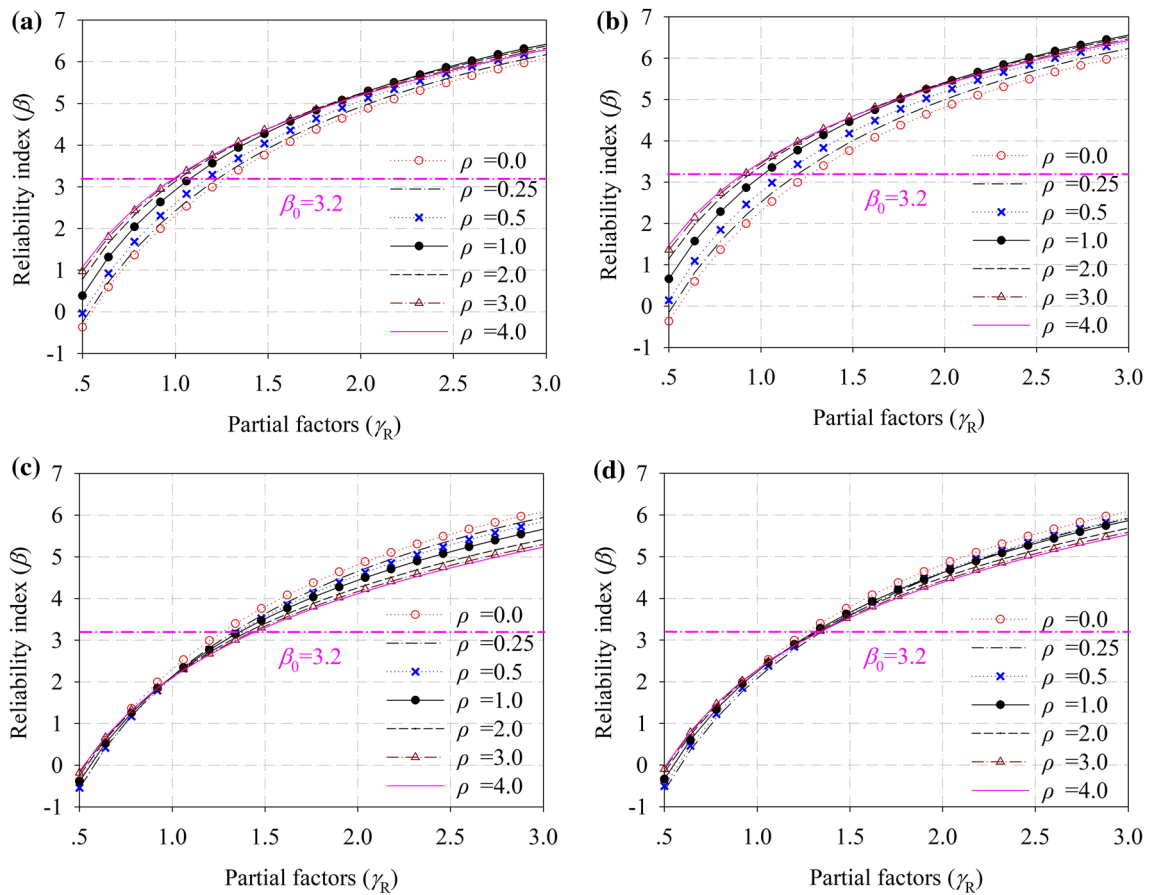 (a)
7
6
5
4
3
2
1
0
-1
Reliability index (β)
.5 1.0 1.5 2.0 2.5 3.0
Partial factors (γR)
β0=3.2
ρ =0.0
ρ =0.25
ρ =0.5
ρ =1.0
ρ =2.0
ρ =3.0
ρ =4.0
(b)
7
6
5
4
3
2
1
0
-1
Reliability index (β)
.5 1.0 1.5 2.0 2.5 3.0
Partial factors (γR)
β0=3.2
ρ =0.0
ρ =0.25
ρ =0.5
ρ =1.0
ρ =2.0
ρ =3.0
ρ =4.0
(c)
7
6
5
4
3
2
1
0
-1
Reliability index (β)
.5 1.0 1.5 2.0 2.5 3.0
Partial factors (γR)
β0=3.2
ρ =0.0
ρ =0.25
ρ =0.5
ρ =1.0
ρ =2.0
ρ =3.0
ρ =4.0
(d)
7
6
5
4
3
2
1
0
-1
Reliability index (β)
.5 1.0 1.5 2.0 2.5 3.0
Partial factors (γR)
β0=3.2
ρ =0.0
ρ =0.25
ρ =0.5
ρ =1.0
ρ =2.0
ρ =3.0
ρ =4.0